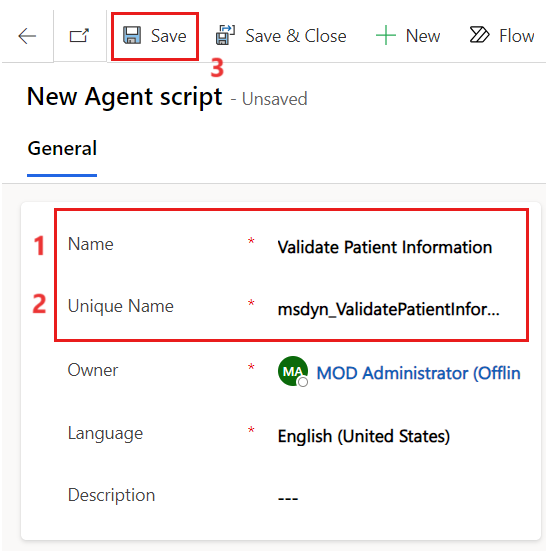 Save Save & Close New Flow
3
New Agent script - Unsaved
General
1 Name * Validate Patient Information
2 Unique Name * msdyn_ValidatePatientInfor...
Owner * MA MOD Administrator (Offlin
Language * English (United States)
Description ---